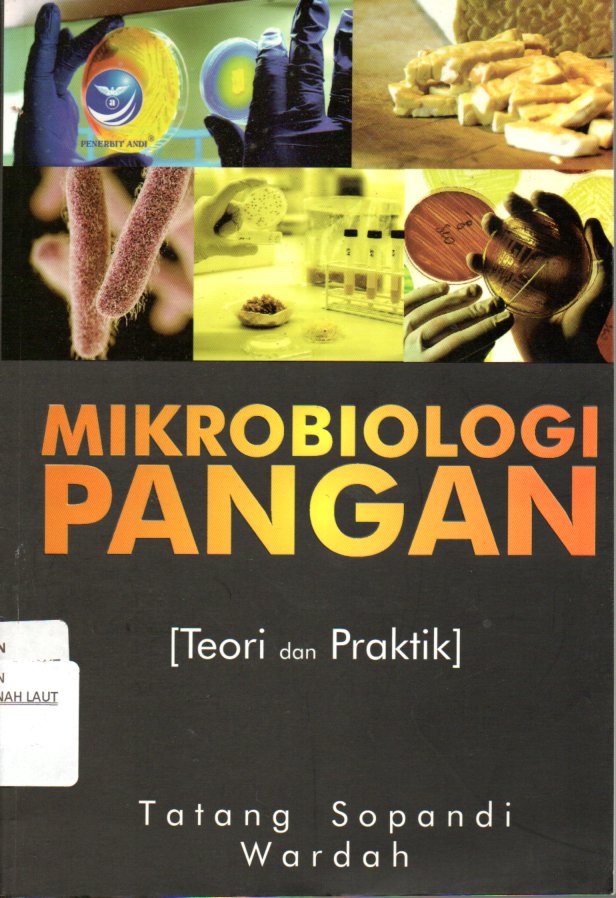 a
PENERBIT ANDI®
MIKROBIOLOGI
PANGAN
[Teori dan Praktik]
N
N
NAH LAUT
Tatang Sopandi
Wardah